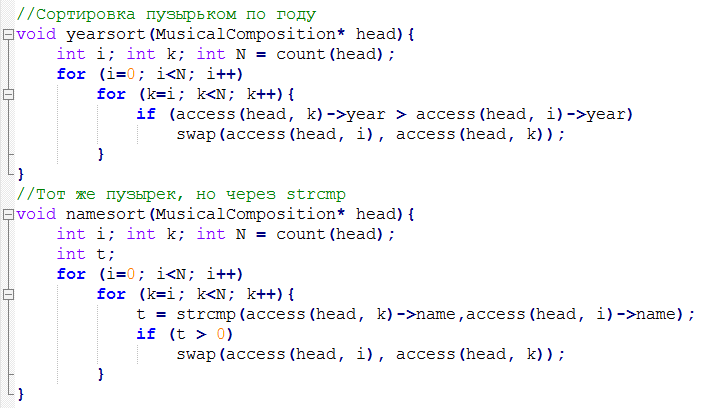 //Сортировка пузырьком по году
void yearsort(MusicalComposition* head){
    int i; int k; int N = count(head);
    for (i=0; i<N; i++)
        for (k=i; k<N; k++){
            if (access(head, k)->year > access(head, i)->year)
                swap(access(head, i), access(head, k));
        }
}
//Тот же пузырек, но через strcmp
void namesort(MusicalComposition* head){
    int i; int k; int N = count(head);
    int t;
    for (i=0; i<N; i++)
        for (k=i; k<N; k++){
            t = strcmp(access(head, k)->name,access(head, i)->name);
            if (t > 0)
                swap(access(head, i), access(head, k));
        }
}